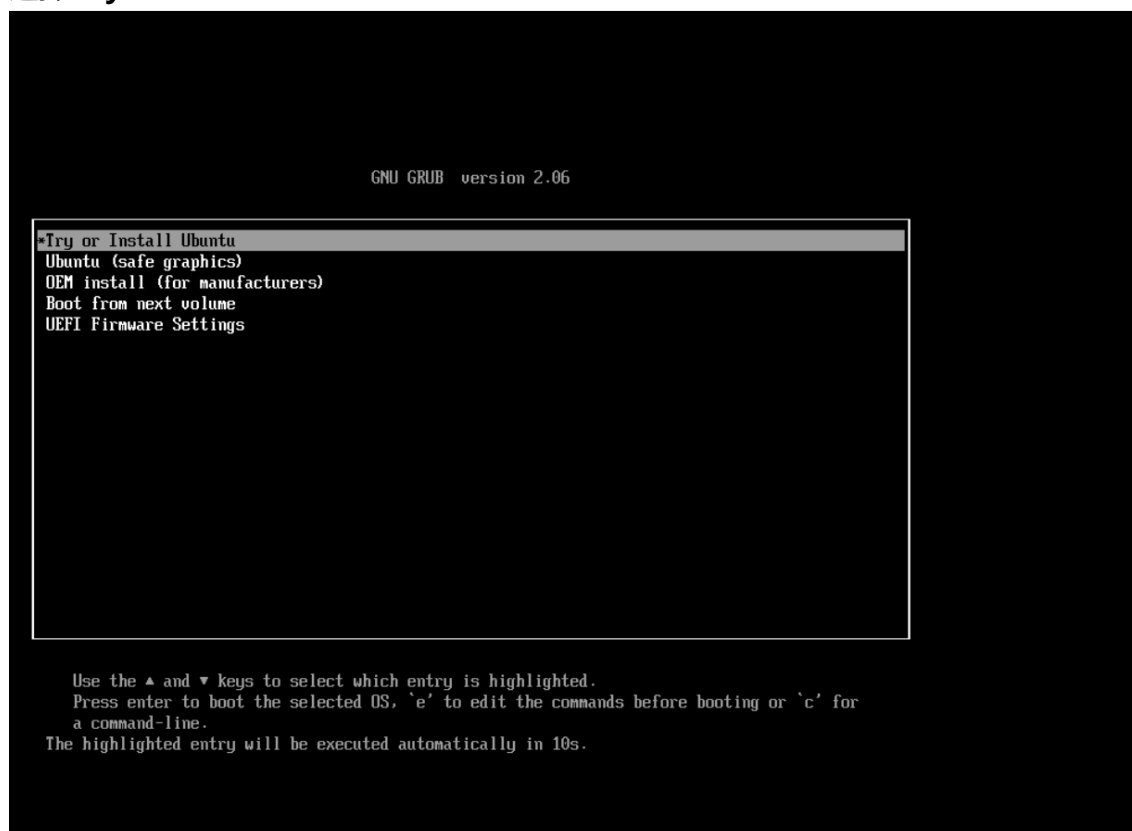 GNU GRUB version 2.06
*Try or Install Ubuntu
Ubuntu (safe graphics)
OEM install (for manufacturers)
Boot from next volume
UEFI Firmware Settings
Use the ▲ and ▼ keys to select which entry is highlighted.
Press enter to boot the selected OS, `e' to edit the commands before booting or `c' for
a command-line.
The highlighted entry will be executed automatically in 10s.